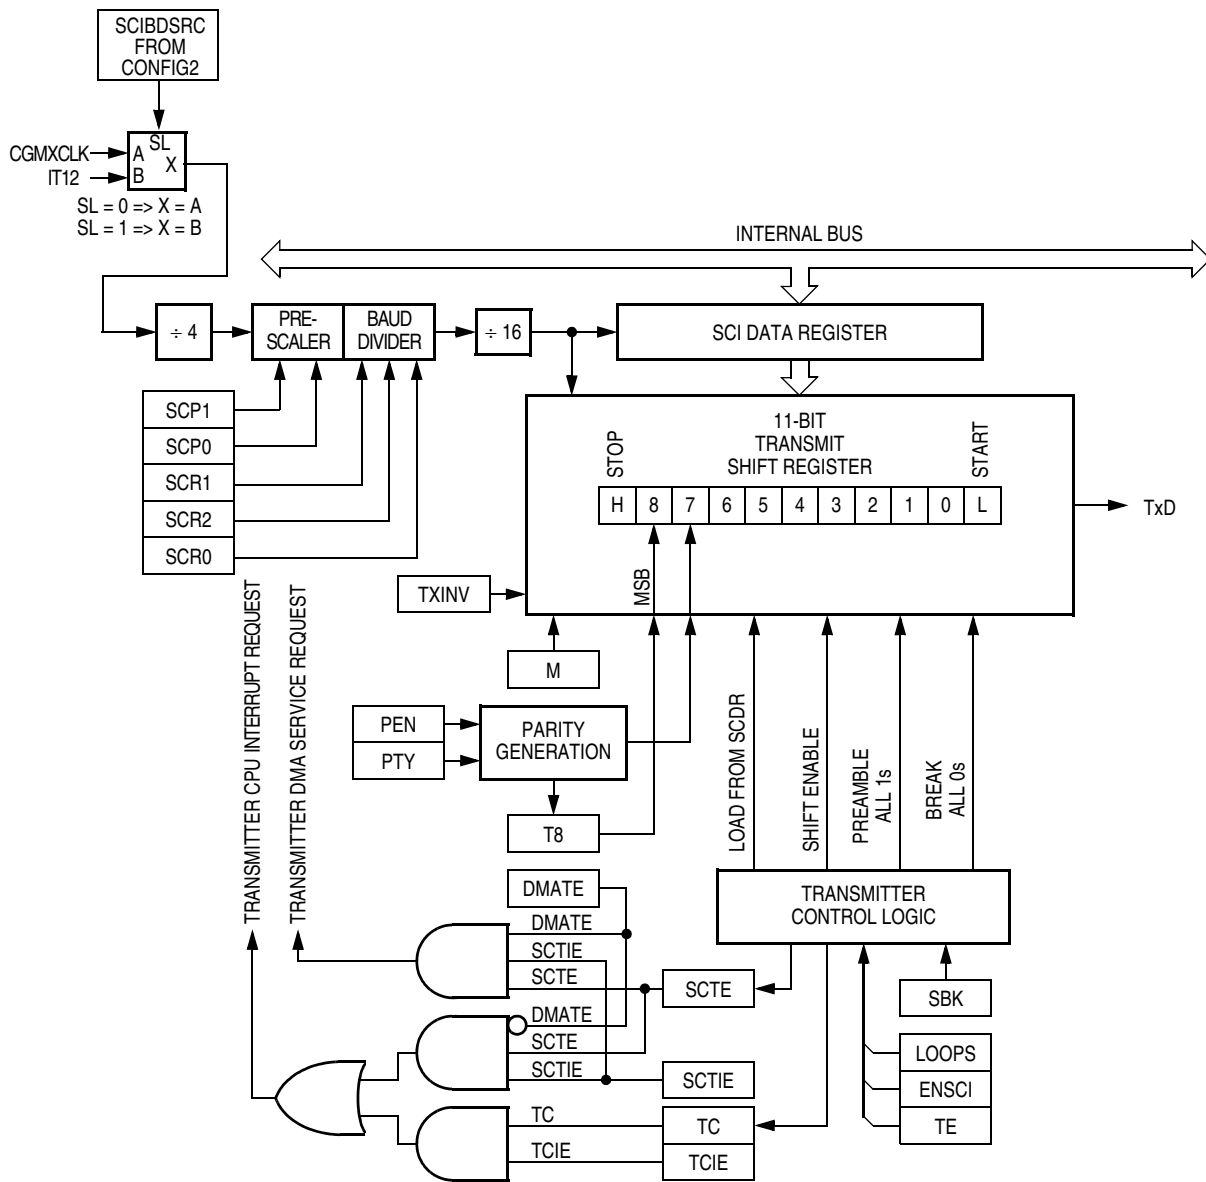 SCIBDSRC
FROM
CONFIG2
SL
CGMXCLK
A
X
IT12
B
SL = 0 => X = A
SL = 1 => X = B
INTERNAL BUS
÷ 4
PRE-
SCALER
BAUD
DIVIDER
÷ 16
SCI DATA REGISTER
SCP1
SCP0
SCR1
SCR2
SCR0
11-BIT
TRANSMIT
SHIFT REGISTER
STOP
START
H 8 7 6 5 4 3 2 1 0 L
TxD
TXINV
MSB
M
PEN
PTY
PARITY
GENERATION
T8
TRANSMITTER CPU INTERRUPT REQUEST
TRANSMITTER DMA SERVICE REQUEST
LOAD FROM SCDR
SHIFT ENABLE
PREAMBLE
ALL 1s
BREAK
ALL 0s
DMATE
TRANSMITTER
CONTROL LOGIC
DMATE
SCTIE
SCTE
SCTE
SBK
DMATE
SCTE
SCTIE
SCTIE
LOOPS
ENSCI
TE
TC
TC
TCIE
TCIE